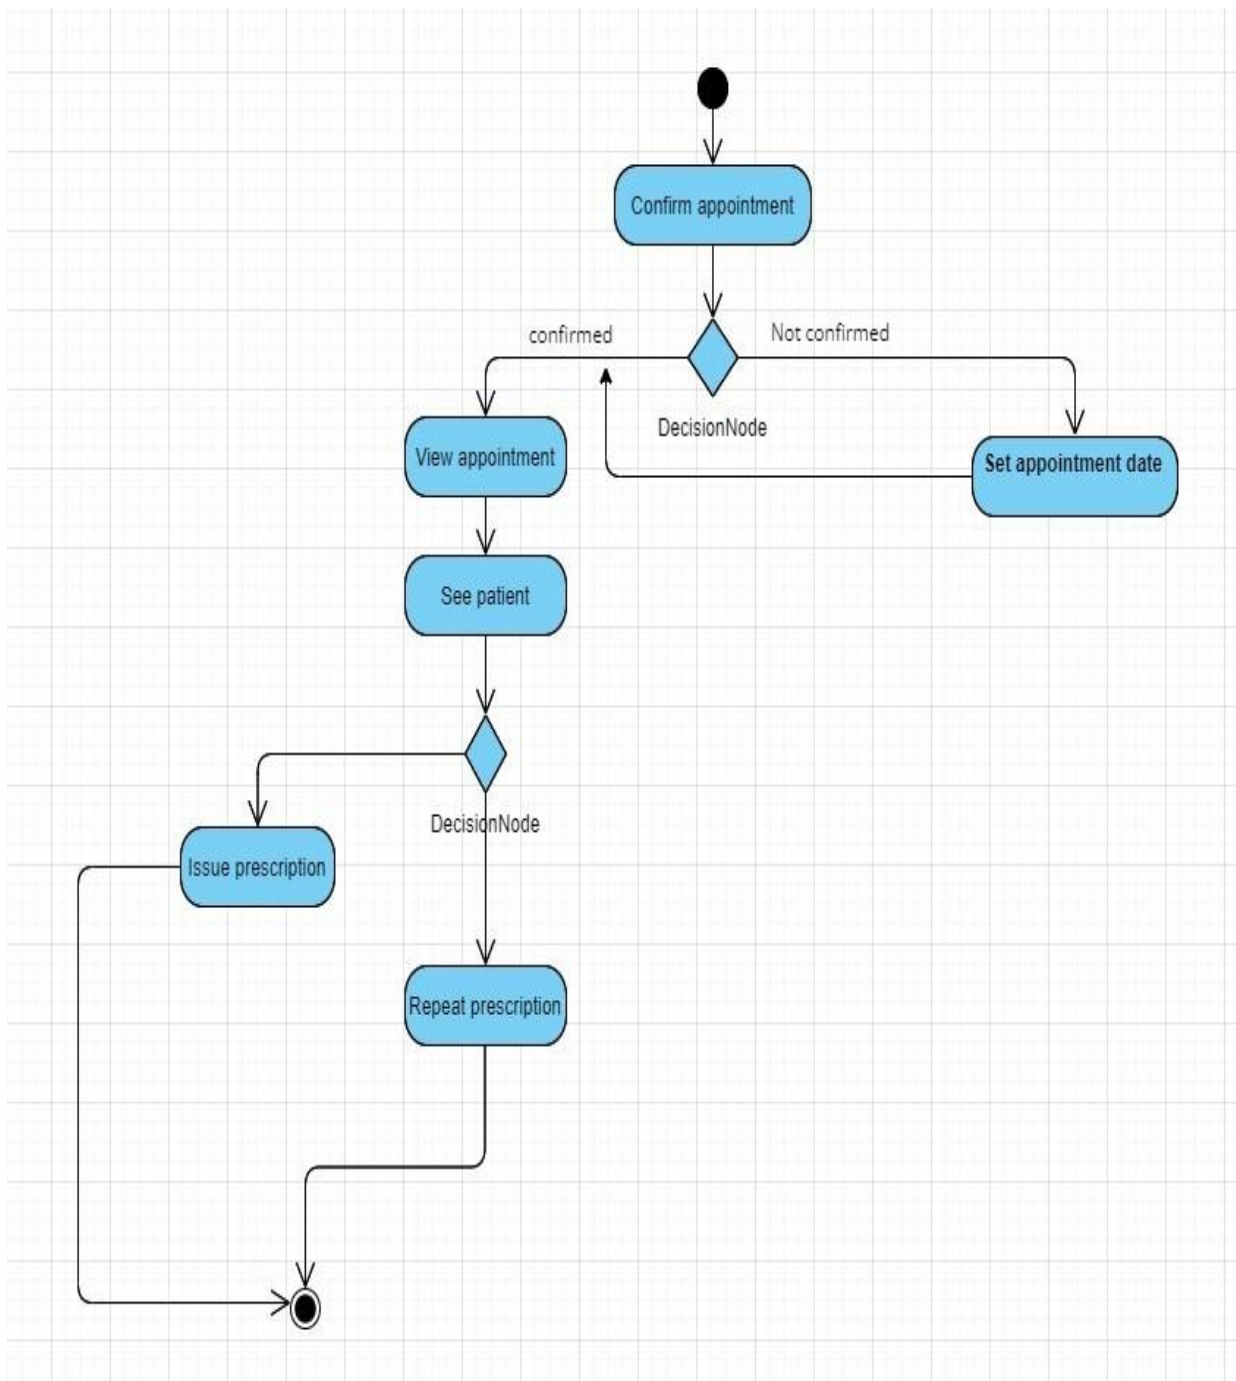 Confirm appointment
confirmed
Not confirmed
DecisionNode
View appointment
Set appointment date
See patient
DecisionNode
Issue prescription
Repeat prescription